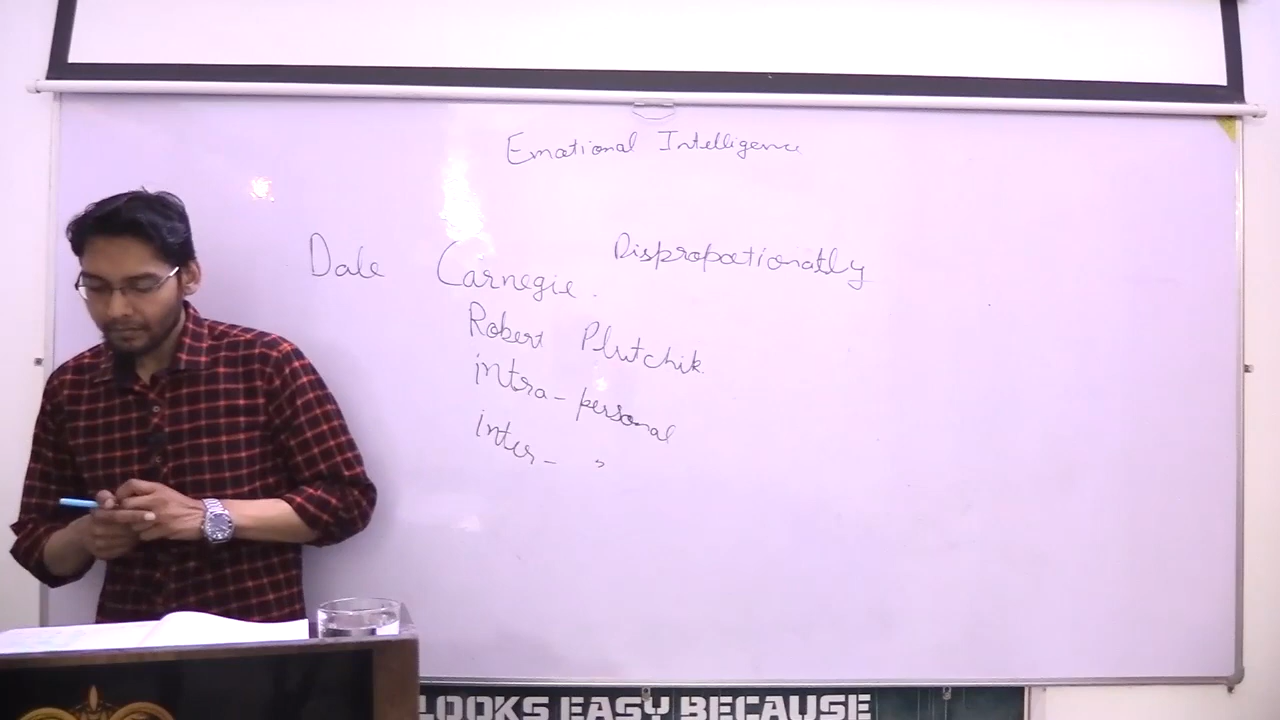 Emotional Intelligence
Disproportionately
Dale Carnegie.
Robert Plutchik
intra-personal
inter- "
LOOKS EASY BECAUSE